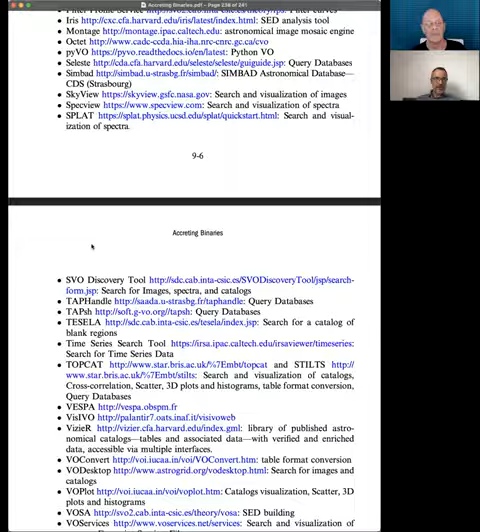 Accreting Binaries.pdf – Page 238 of 241
• Iris http://cxc.cfa.harvard.edu/iris/latest/index.html: SED analysis tool
• Montage http://montage.ipac.caltech.edu: astronomical image mosaic engine
• Octet http://www.cadc-ccda.hia-iha.nrc-cnrc.gc.ca/cvo
• pyVO https://pyvo.readthedocs.io/en/latest: Python VO
• Seleste http://cda.cfa.harvard.edu/seleste/guiguide.jsp: Query Databases
• Simbad http://simbad.u-strasbg.fr/simbad/: SIMBAD Astronomical Database—
CDS (Strasbourg)
• SkyView https://skyview.gsfc.nasa.gov: Search and visualization of images
• Specview https://www.specview.com: Search and visualization of spectra
• SPLAT https://splat.physics.ucsd.edu/splat/quickstart.html: Search and visual-
ization of spectra
9-6
Accreting Binaries
• SVO Discovery Tool http://sdc.cab.inta-csic.es/SVODiscoveryTool/jsp/search-
form.jsp: Search for Images, spectra, and catalogs
• TAPHandle http://saada.u-strasbg.fr/taphandle: Query Databases
• TAPsh http://soft.g-vo.org//tapsh: Query Databases
• TESELA http://sdc.cab.inta-csic.es/tesela/index.jsp: Search for a catalog of
blank regions
• Time Series Search Tool https://irsa.ipac.caltech.edu/irsaviewer/timeseries:
Search for Time Series Data
• TOPCAT http://www.star.bris.ac.uk/%7Embt/topcat and STILTS http://
www.star.bris.ac.uk/%7Embt/stilts: Search and visualization of catalogs,
Cross-correlation, Scatter, 3D plots and histograms, table format conversion,
Query Databases
• VESPA http://vespa.obspm.fr
• VisIVO http://palantir7.oats.inaf.it/visivoweb
• VizieR http://vizier.cfa.harvard.edu/index.gml: library of published astro-
nomical catalogs—tables and associated data—with verified and enriched
data, accessible via multiple interfaces.
• VOConvert http://voi.iucaa.in/voi/VOConvert.htm: table format conversion
• VODesktop http://www.astrogrid.org/vodesktop.html: Search for images and
catalogs
• VOPlot http://voi.iucaa.in/voi/voplot.htm: Catalogs visualization, Scatter, 3D
plots and histograms
• VOSA http://svo2.cab.inta-csic.es/theory/vosa: SED building
• VOServices http://www.voservices.net/services: Search and visualization of